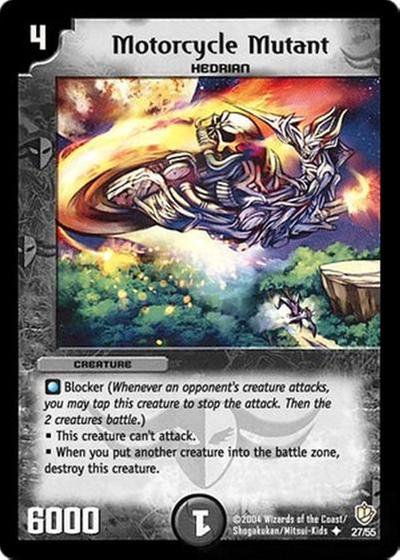 4 Motorcycle Mutant
HEDRIAN
CREATURE
Blocker (Whenever an opponent's creature attacks,
you may tap this creature to stop the attack. Then the
2 creatures battle.)
▪ This creature can't attack.
▪ When you put another creature into the battle zone,
destroy this creature.
6000
1
©2004 Wizards of the Coast/
Shogakukan/Mitsui-Kids ✦ 27/55